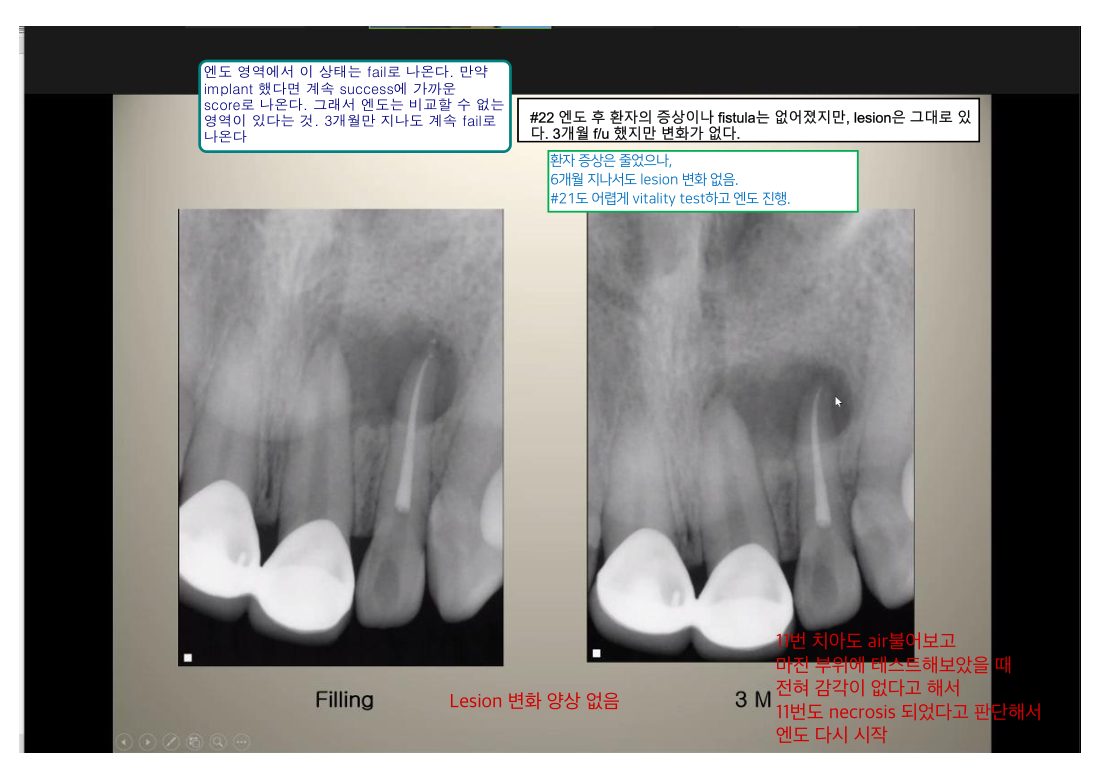 엔도 영역에서 이 상태는 fail로 나온다. 만약
implant 했다면 계속 success에 가까운
score로 나온다. 그래서 엔도는 비교할 수 없는
영역이 있다는 것. 3개월만 지나도 계속 fail로
나온다
#22 엔도 후 환자의 증상이나 fistula는 없어졌지만, lesion은 그대로 있
다. 3개월 f/u 했지만 변화가 없다.
환자 증상은 줄었으나,
6개월 지나서도 lesion 변화 없음.
#21도 어렵게 vitality test하고 엔도 진행.
Filling
Lesion 변화 양상 없음
3 M
11번 치아도 air불어보고
마진 부위에 테스트해보았을 때
전혀 감각이 없다고 해서
11번도 necrosis 되었다고 판단해서
엔도 다시 시작